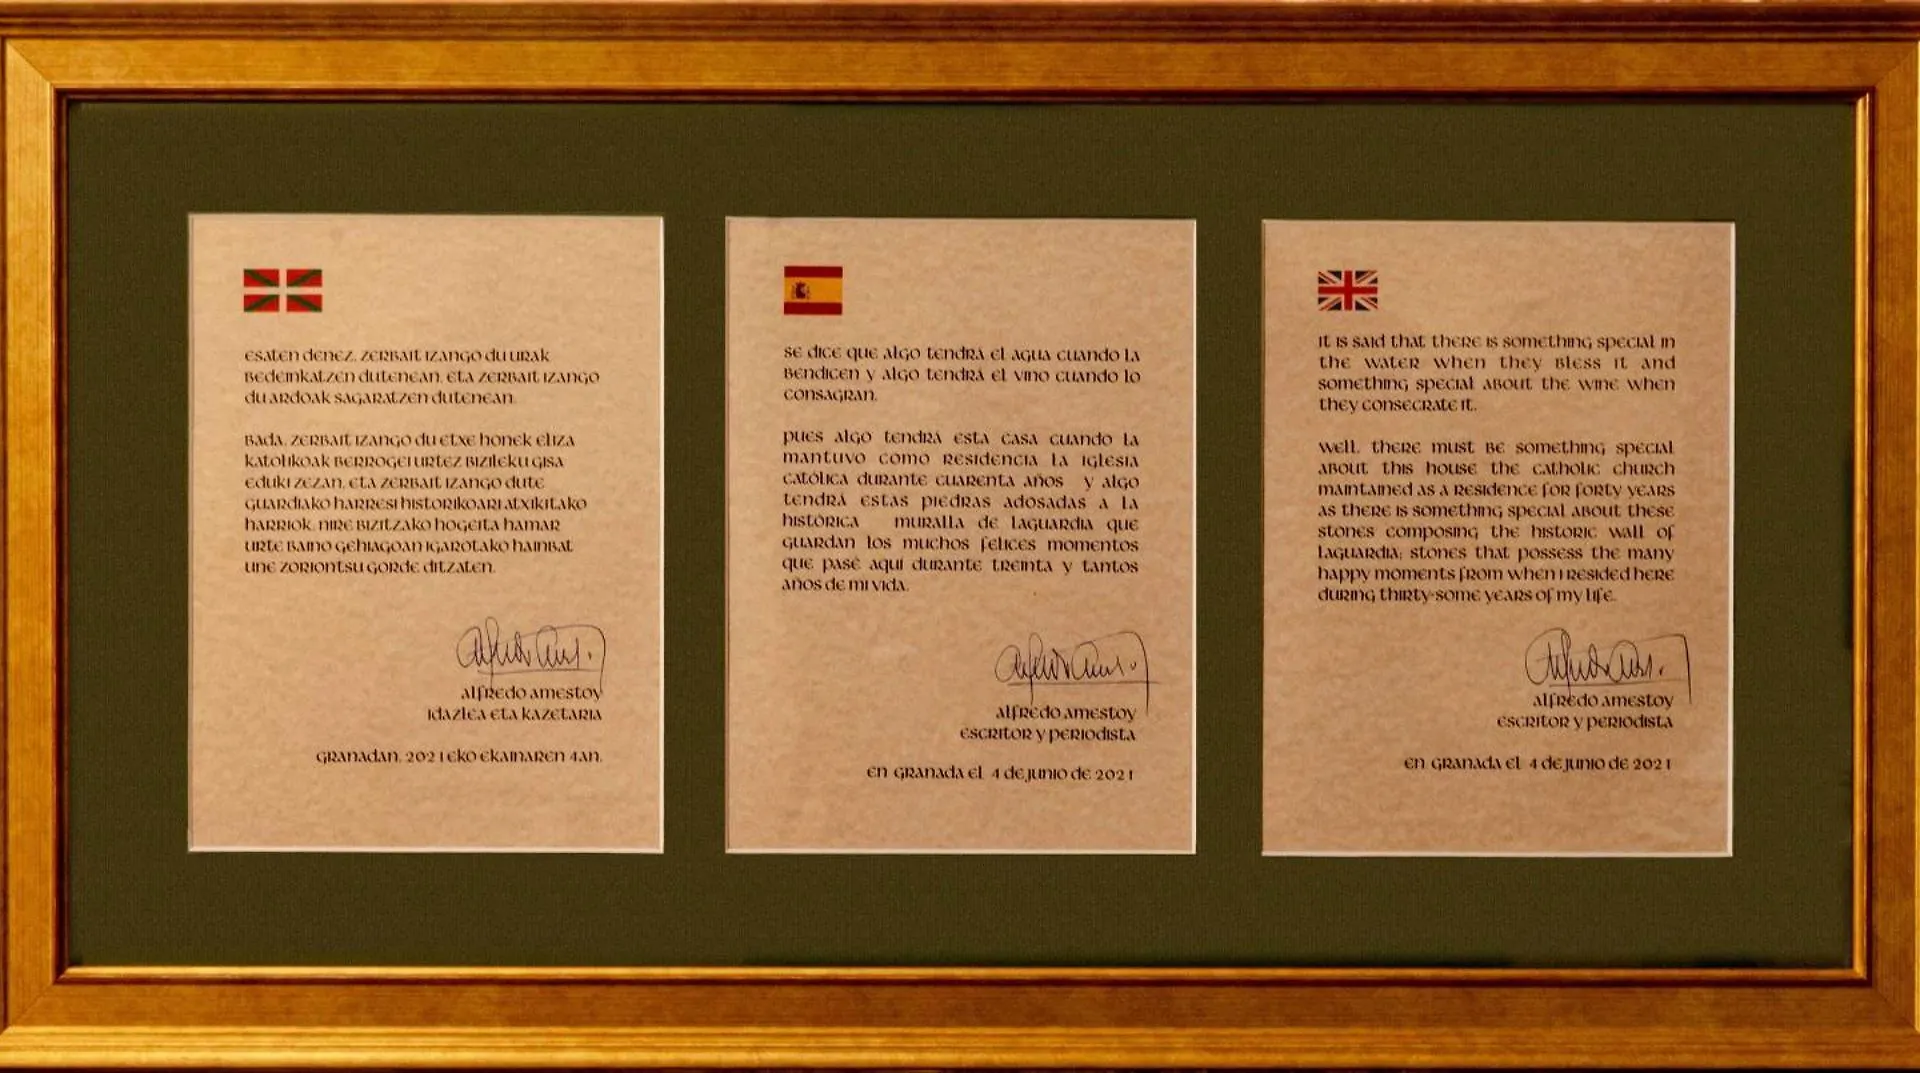 Esaten denez, zerbait izango du urak
bedeinkatzen dutenean, eta zerbait izango
du ardoak sagaratzen dutenean.
Bada, zerbait izango du etxe honek eliza
katolikoak berrogei urtez bizileku gisa
eduki zezan, eta zerbait izango dute
Guardiako harresi historikoari atxikitako
harriok, nire bizitzako hogeita hamar
urte baino gehiagoan igarotako hainbat
une zoriontsu gorde ditzaten.
Alfredo Amestoy
Idazlea eta kazetaria
Granadan, 2021eko ekainaren 4an.
Se dice que algo tendrá el agua cuando la
bendicen y algo tendrá el vino cuando lo
consagran.
Pues algo tendrá esta casa cuando la
mantuvo como residencia la Iglesia
Católica durante cuarenta años y algo
tendrá estas piedras adosadas a la
histórica muralla de Laguardia que
guardan los muchos felices momentos
que pasé aquí durante treinta y tantos
años de mi vida.
Alfredo Amestoy
Escritor y periodista
En Granada el 4 de junio de 2021
It is said that there is something special in
the water when they bless it and
something special about the wine when
they consecrate it.
Well, there must be something special
about this house the Catholic Church
maintained as a residence for forty years
as there is something special about these
stones composing the historic wall of
Laguardia; stones that possess the many
happy moments from when I resided here
during thirty-some years of my life.
Alfredo Amestoy
Escritor y periodista
En Granada el 4 de junio de 2021